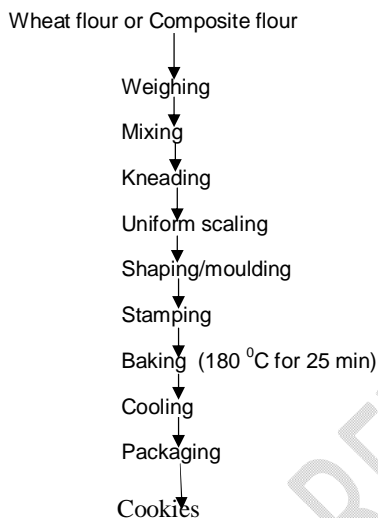 Wheat flour or Composite flour
Weighing
Mixing
Kneading
Uniform scaling
Shaping/moulding
Stamping
Baking (180 ⁰C for 25 min)
Cooling
Packaging
Cookies